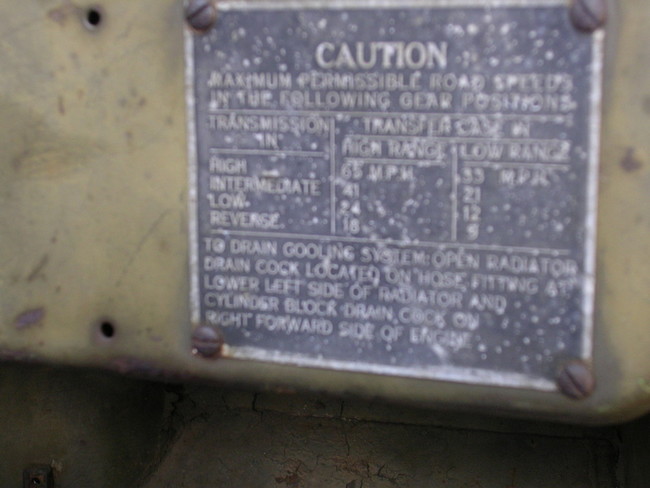 CAUTION
MAXIMUM PERMISSIBLE ROAD SPEEDS
IN THE FOLLOWING GEAR POSITIONS
TRANSMISSION IN TRANSFER CASE IN
HIGH RANGE LOW RANGE
HIGH 65 M.P.H. 33 M.P.H.
INTERMEDIATE 41 21
LOW 24 12
REVERSE 18 9
TO DRAIN COOLING SYSTEM: OPEN RADIATOR
DRAIN COCK LOCATED ON HOSE FITTING AT
LOWER LEFT SIDE OF RADIATOR AND
CYLINDER BLOCK DRAIN COCK ON
RIGHT FORWARD SIDE OF ENGINE